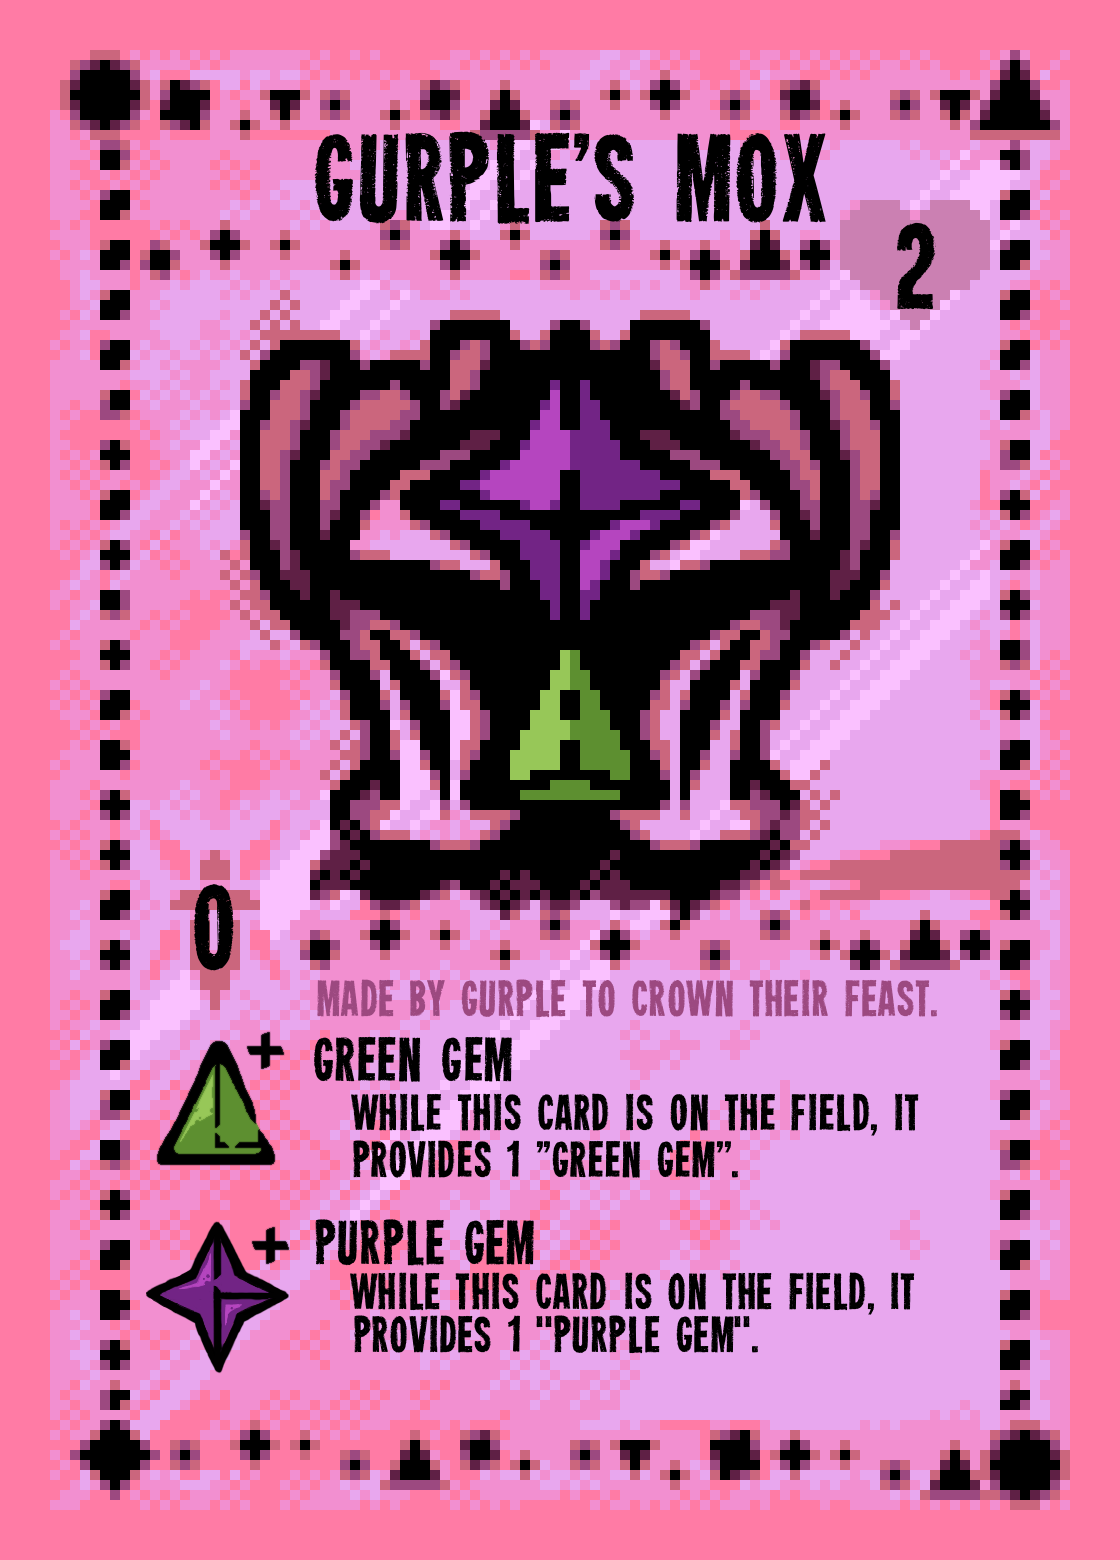 GURPLE'S MOX
2
0
MADE BY GURPLE TO CROWN THEIR FEAST.
+ GREEN GEM
WHILE THIS CARD IS ON THE FIELD, IT
PROVIDES 1 ”GREEN GEM”.
+ PURPLE GEM
WHILE THIS CARD IS ON THE FIELD, IT
PROVIDES 1 "PURPLE GEM".